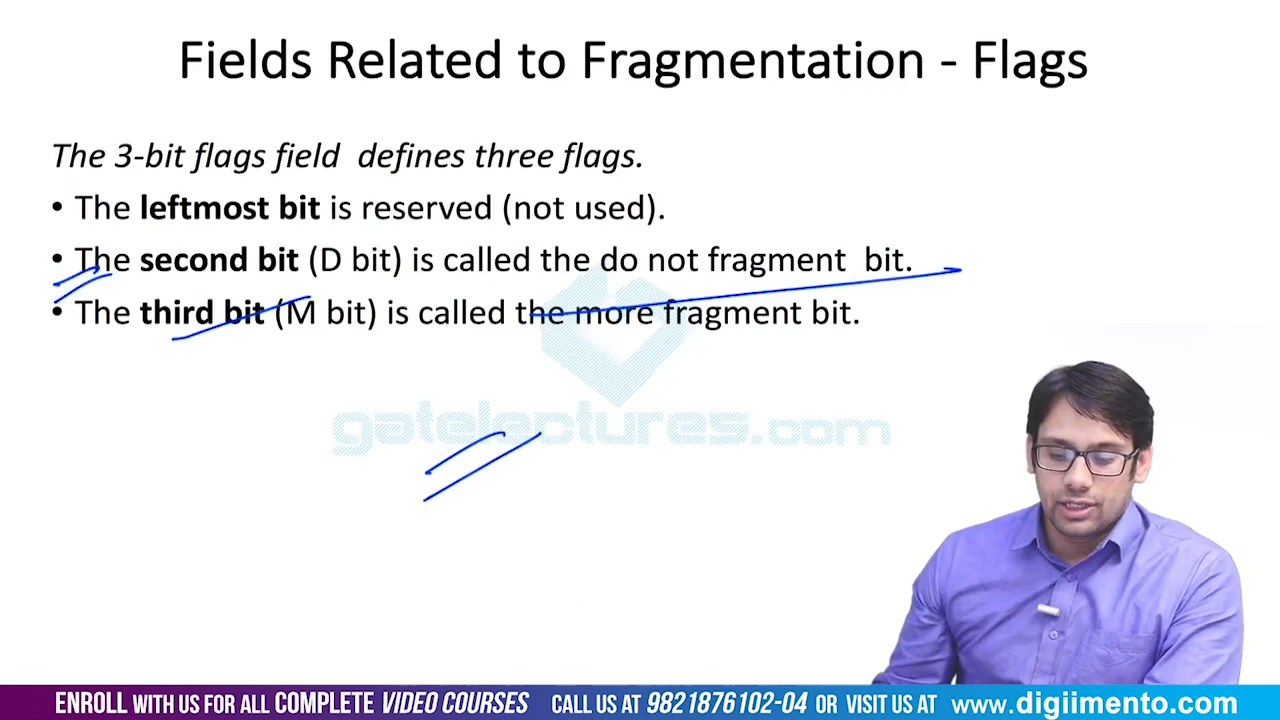 Fields Related to Fragmentation - Flags
The 3-bit flags field defines three flags.
• The leftmost bit is reserved (not used).
• The second bit (D bit) is called the do not fragment bit.
• The third bit (M bit) is called the more fragment bit.
gatelectures.com
ENROLL WITH US FOR ALL COMPLETE VIDEO COURSES CALL US AT 9821876102-04 OR VISIT US AT www.digiimento.com